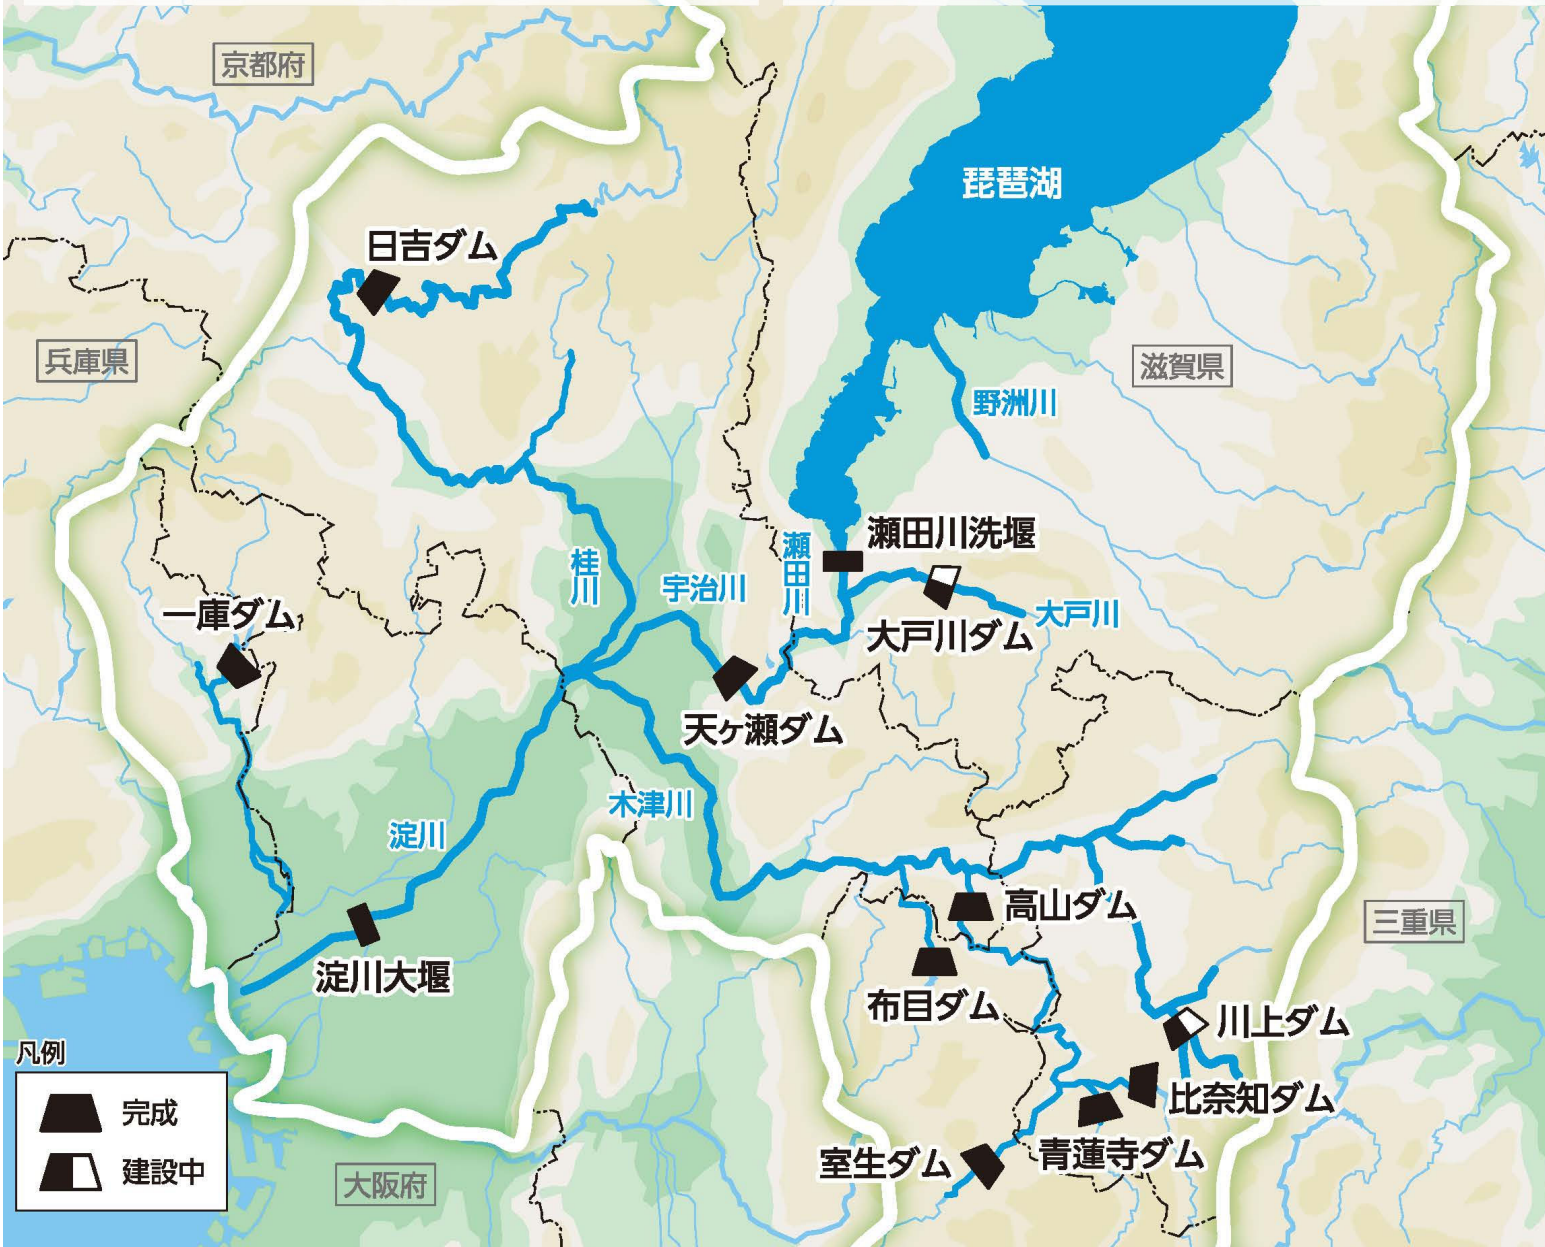 京都府
琵琶湖
日吉ダム
兵庫県
滋賀県
野洲川
瀬田川洗堰
瀬田川
桂川
宇治川
一庫ダム
大戸川
大戸川ダム
天ヶ瀬ダム
木津川
淀川
高山ダム
三重県
淀川大堰
布目ダム
川上ダム
凡例
完成
建設中
比奈知ダム
青蓮寺ダム
室生ダム
大阪府